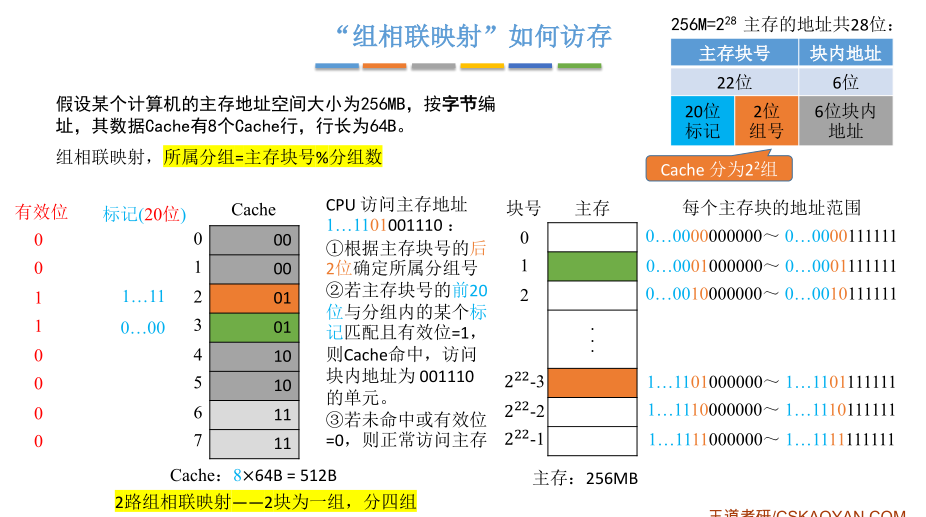 “组相联映射”如何访存
256M=2²⁸ 主存的地址共28位：
主存块号 块内地址
22位 6位
20位标记 2位组号 6位块内地址
Cache 分为2²组
假设某个计算机的主存地址空间大小为256MB，按字节编
址，其数据Cache有8个Cache行，行长为64B。
组相联映射，所属分组=主存块号%分组数
有效位 标记(20位) Cache
0 0 00
0 1 00
1 1…11 2 01
1 0…00 3 01
0 4 10
0 5 10
0 6 11
0 7 11
Cache：8×64B = 512B
2路组相联映射——2块为一组，分四组
CPU 访问主存地址
1…1101001110：
①根据主存块号的后
2位确定所属分组号
②若主存块号的前20
位与分组内的某个标
记匹配且有效位=1，
则Cache命中，访问
块内地址为 001110
的单元。
③若未命中或有效位
=0，则正常访问主存
块号 主存 每个主存块的地址范围
0 0…0000000000～ 0…0000111111
1 0…0001000000～ 0…0001111111
2 0…0010000000～ 0…0010111111
⋮
2²²-3 1…1101000000～ 1…1101111111
2²²-2 1…1110000000～ 1…1110111111
2²²-1 1…1111000000～ 1…1111111111
主存：256MB
王道考研/CSKAOYAN.COM